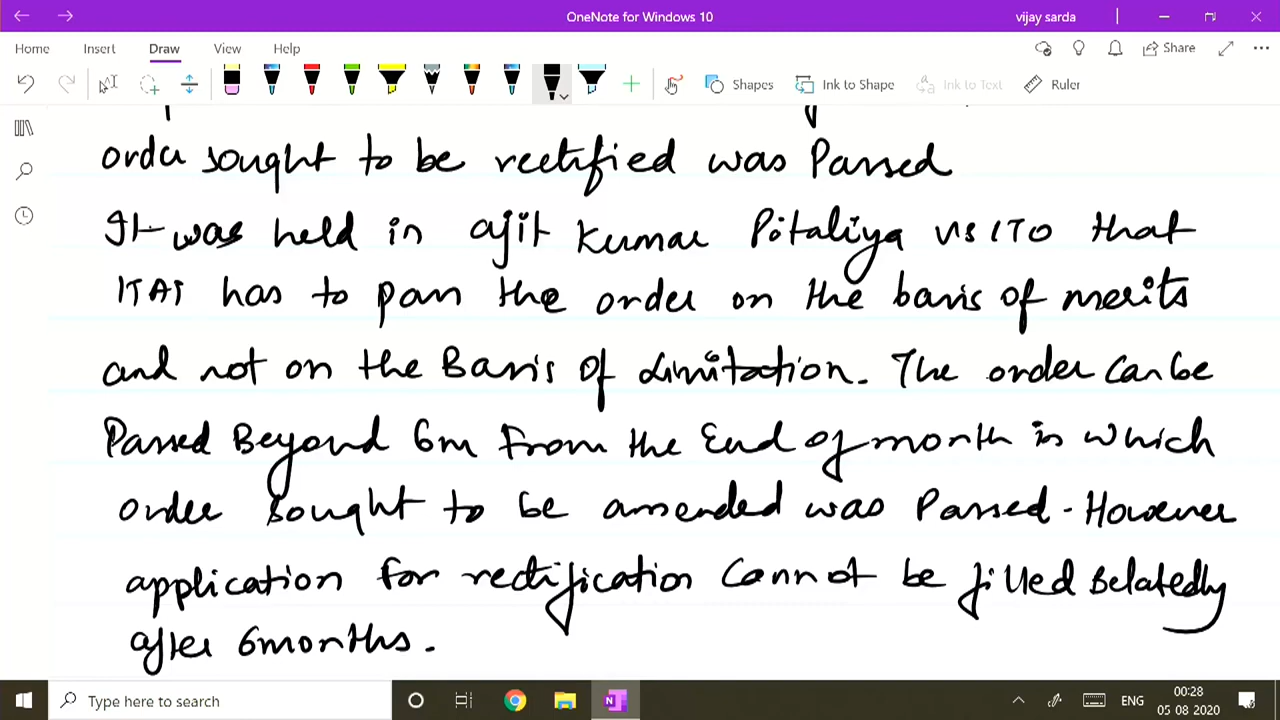 OneNote for Windows 10
vijay sarda
Home Insert Draw View Help
Share
Shapes Ink to Shape Ink to Text Ruler
order sought to be rectified was Passed
It was held in ajit kumar Pitaliya vs ITO that
ITAT has to pass the order on the basis of merits
and not on the Basis of Limitation. The order can be
Passed Beyond 6m from the End of month in which
order sought to be amended was Passed. However
application for rectification cannot be filled Belatedly
after 6 months.
Type here to search
ENG
00:28
05-08-2020